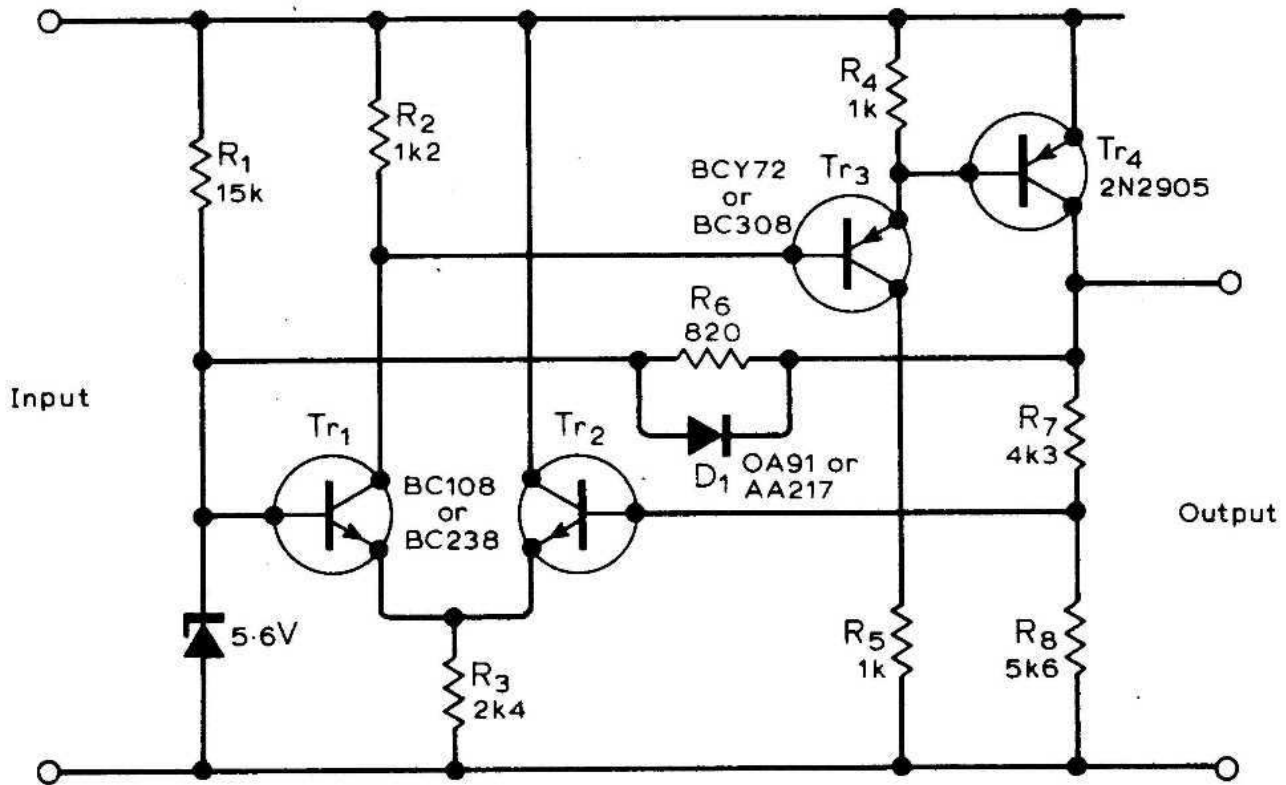 R4
1k
R2
1k2
R1
15k
Tr3
BCY72
or
BC308
Tr4
2N2905
R6
820
Input
Tr1
Tr2
D1
OA91 or
AA217
R7
4k3
BC108
or
BC238
Output
5·6V
R3
2k4
R5
1k
R8
5k6